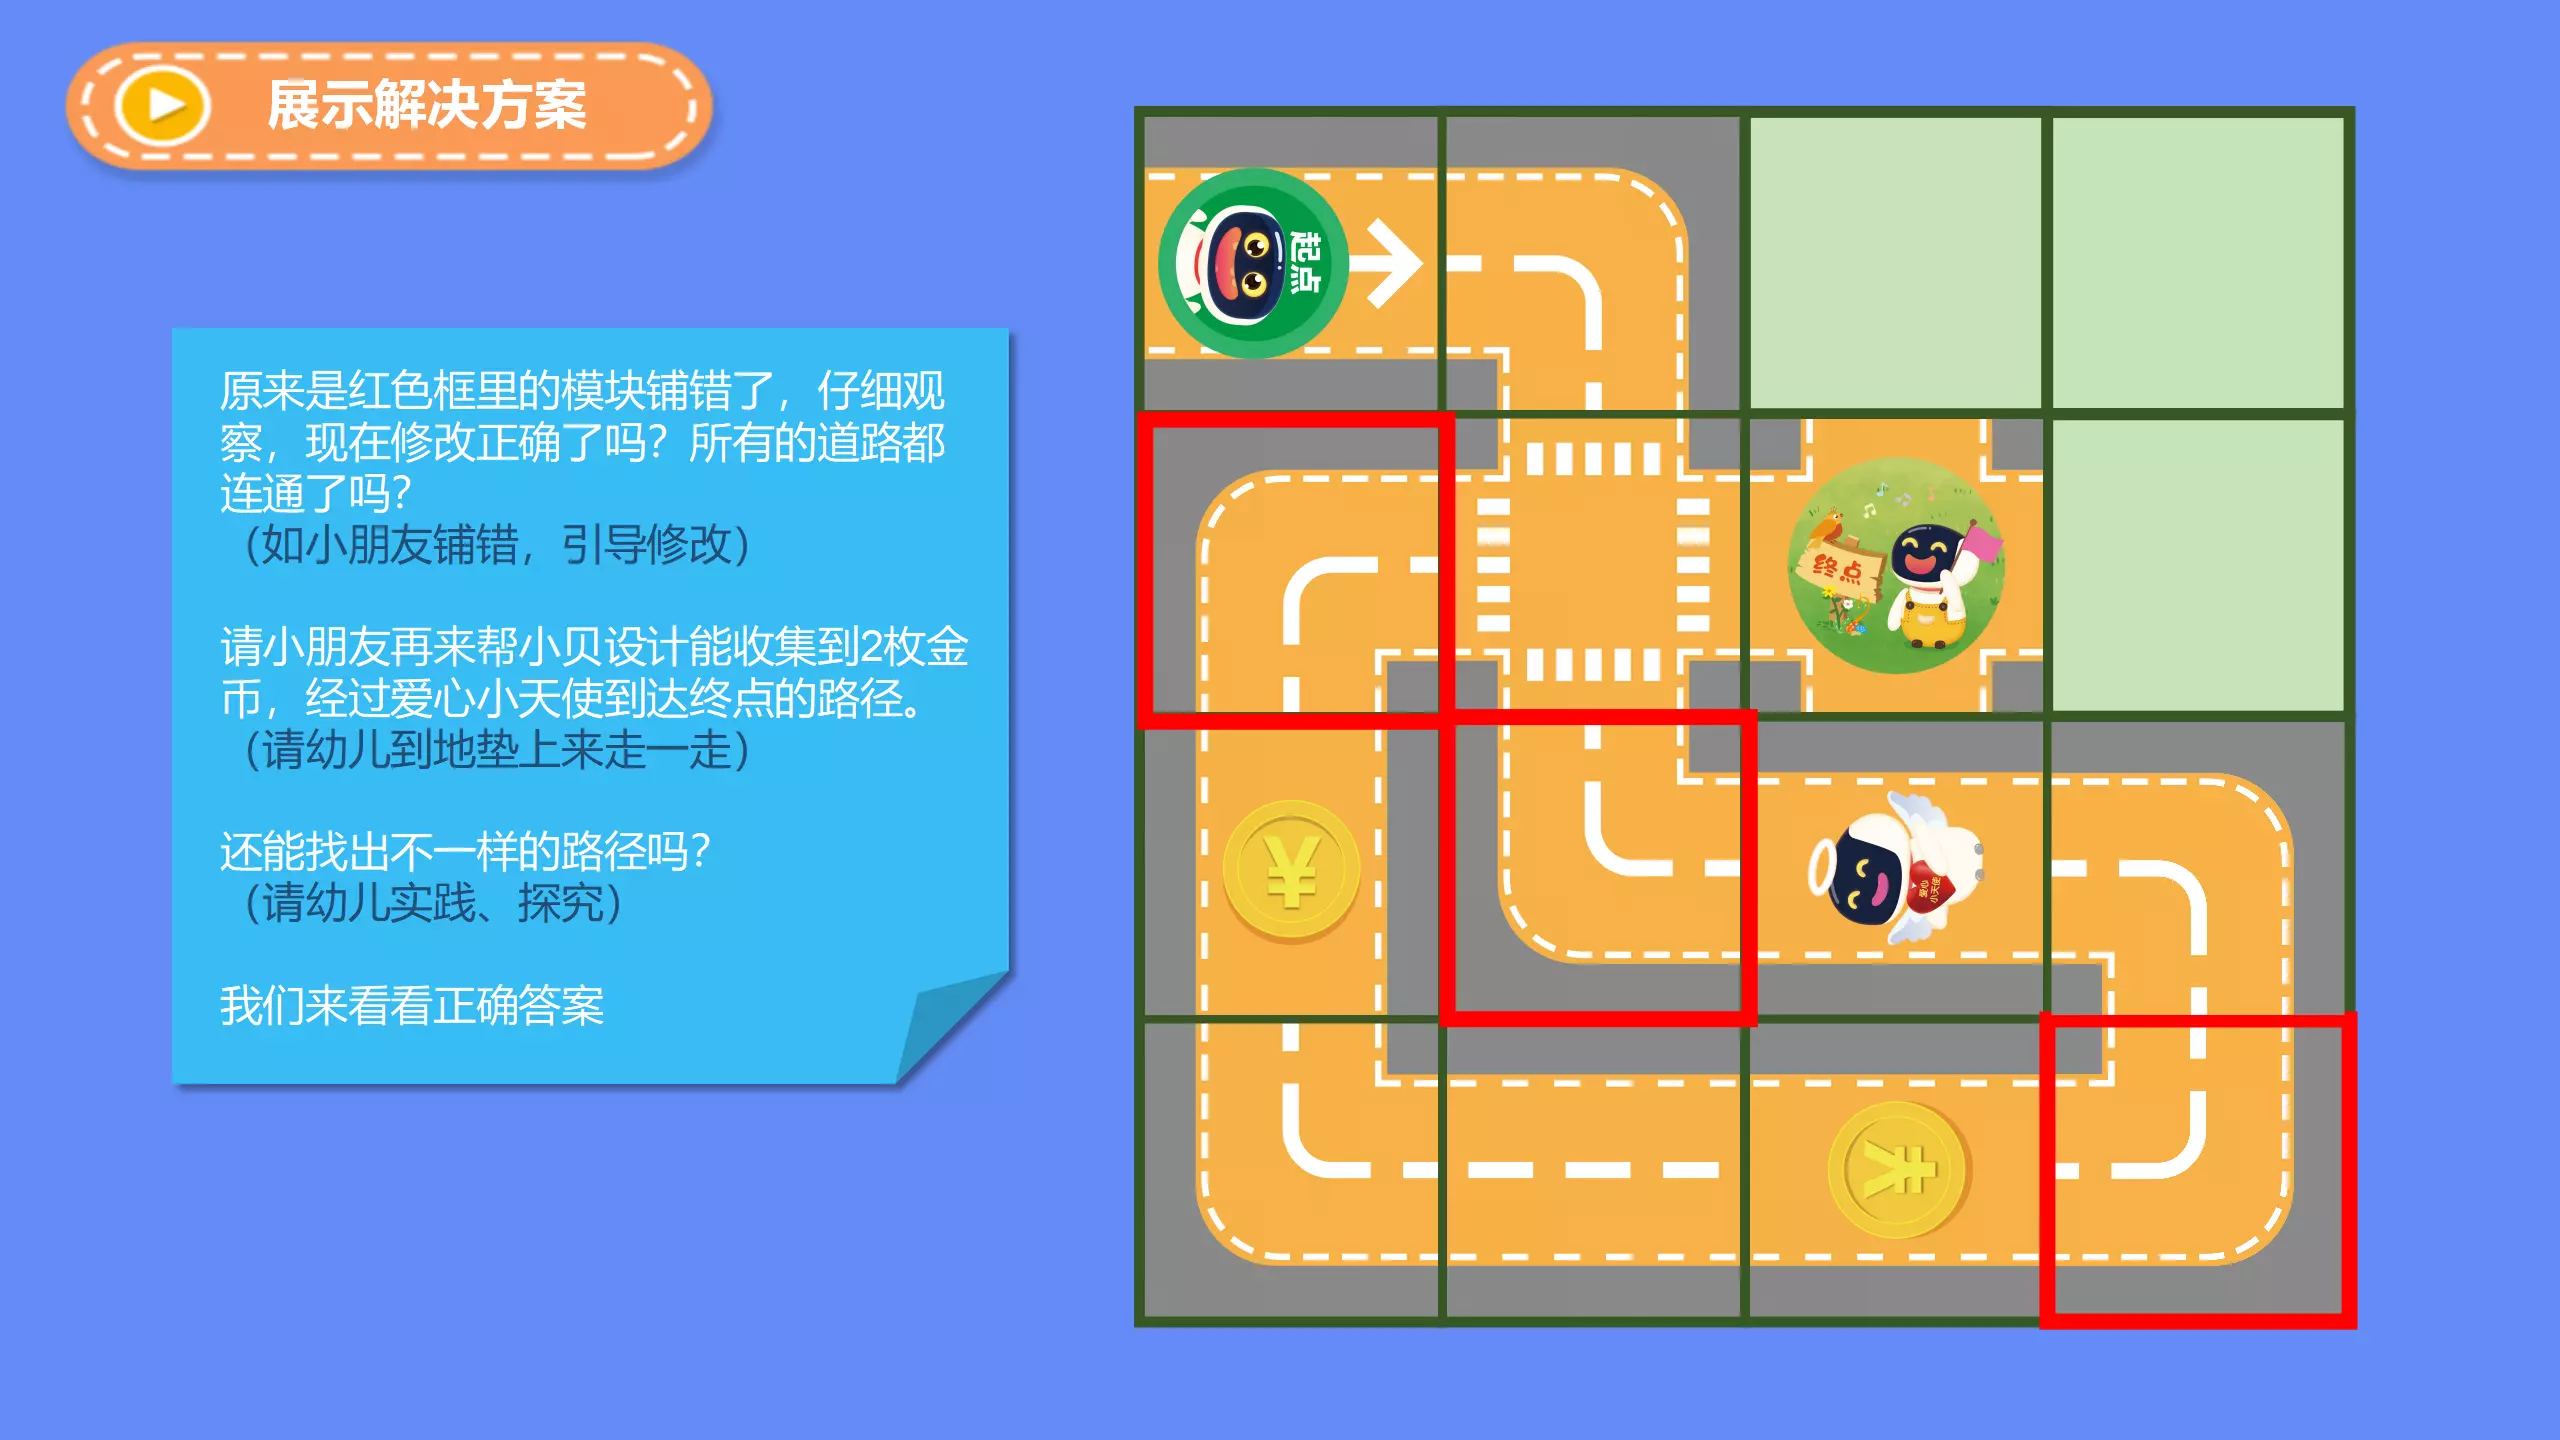 展示解决方案
原来是红色框里的模块铺错了，仔细观
察，现在修改正确了吗？所有的道路都
连通了吗？
（如小朋友铺错，引导修改）
请小朋友再来帮小贝设计能收集到2枚金
币，经过爱心小天使到达终点的路径。
（请幼儿到地垫上来走一走）
还能找出不一样的路径吗？
（请幼儿实践、探究）
我们来看看正确答案
起点
终点
爱心
小天使
¥
¥